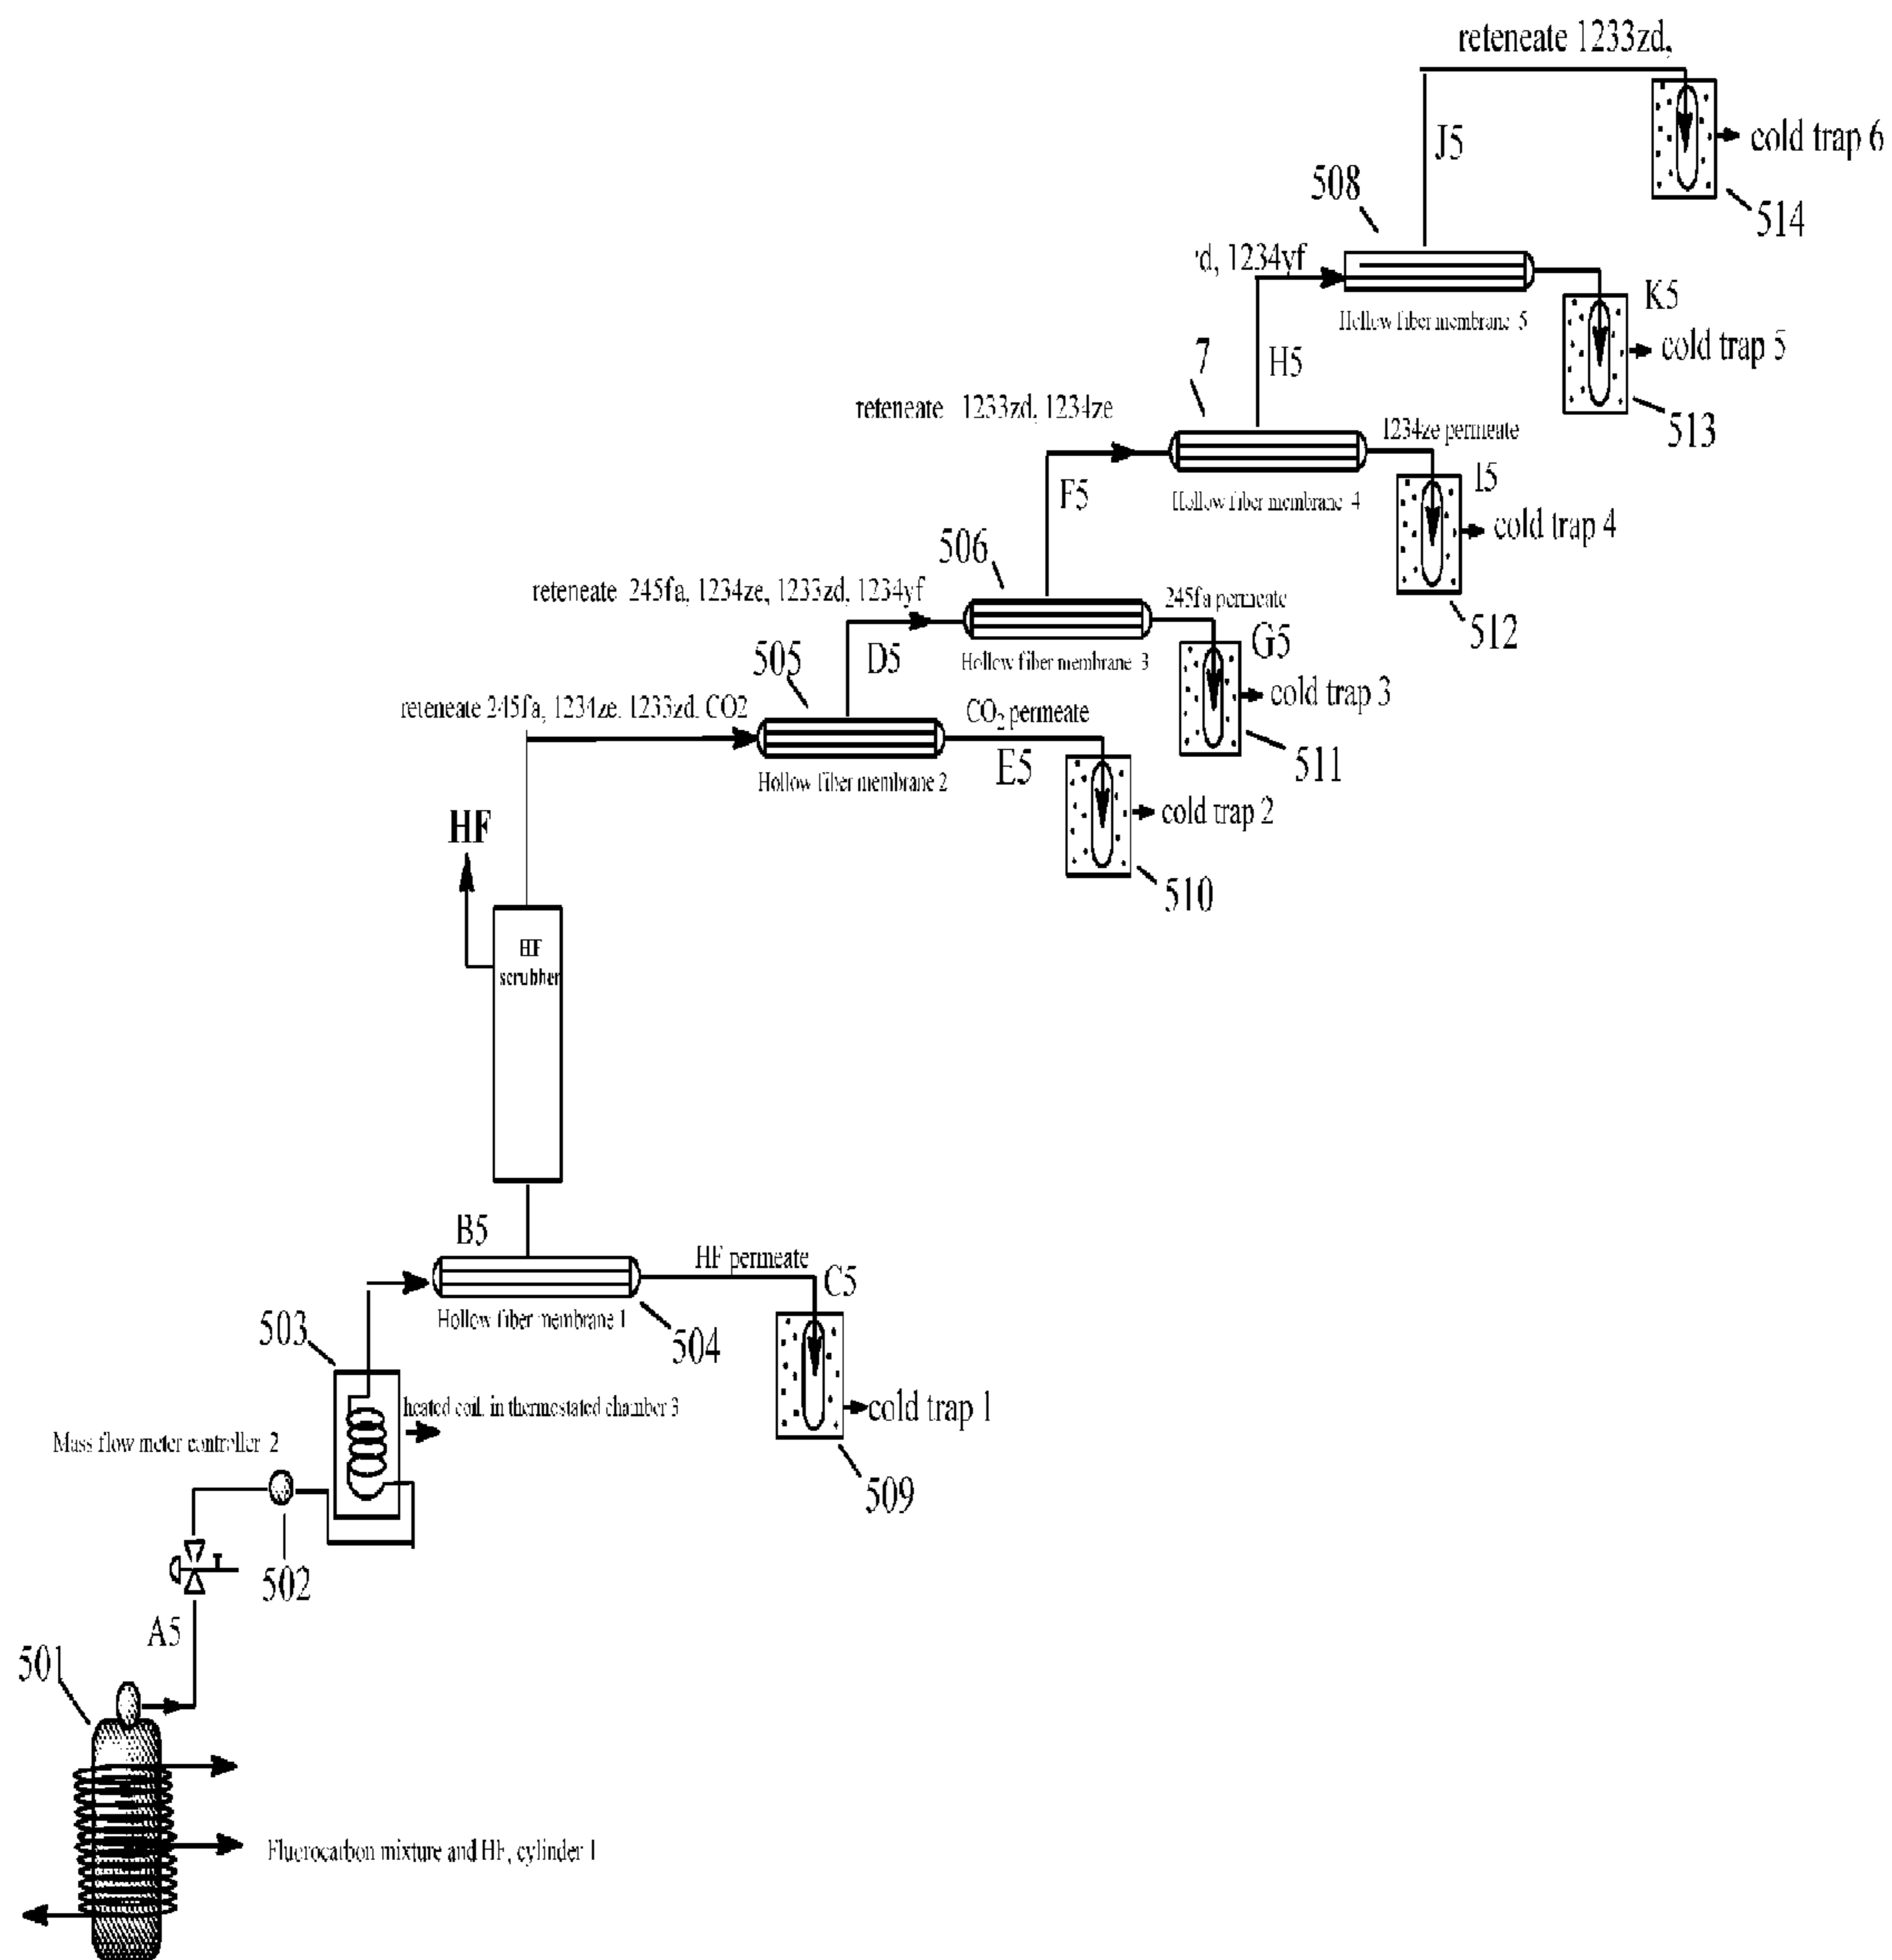 reteneate 1233zd,
J5
cold trap 6
514
508
'd, 1234yf
K5
Hollow fiber membrane 5
cold trap 5
513
H5
7
reteneate 1233zd, 1234ze
1234ze permeate
I5
Hollow fiber membrane 4
F5
cold trap 4
512
506
reteneate 245fa, 1234ze, 1233zd, 1234yf
245fa permeate
G5
D5
Hollow fiber membrane 3
505
cold trap 3
511
reteneate 245fa, 1234ze, 1233zd, CO2
CO2 permeate
E5
Hollow fiber membrane 2
cold trap 2
510
HF
HF
scrubber
B5
HF permeate
C5
Hollow fiber membrane 1
504
503
heated coil, in thermostated chamber 3
cold trap 1
509
Mass flow meter controller 2
502
A5
501
Fluorocarbon mixture and HF, cylinder 1